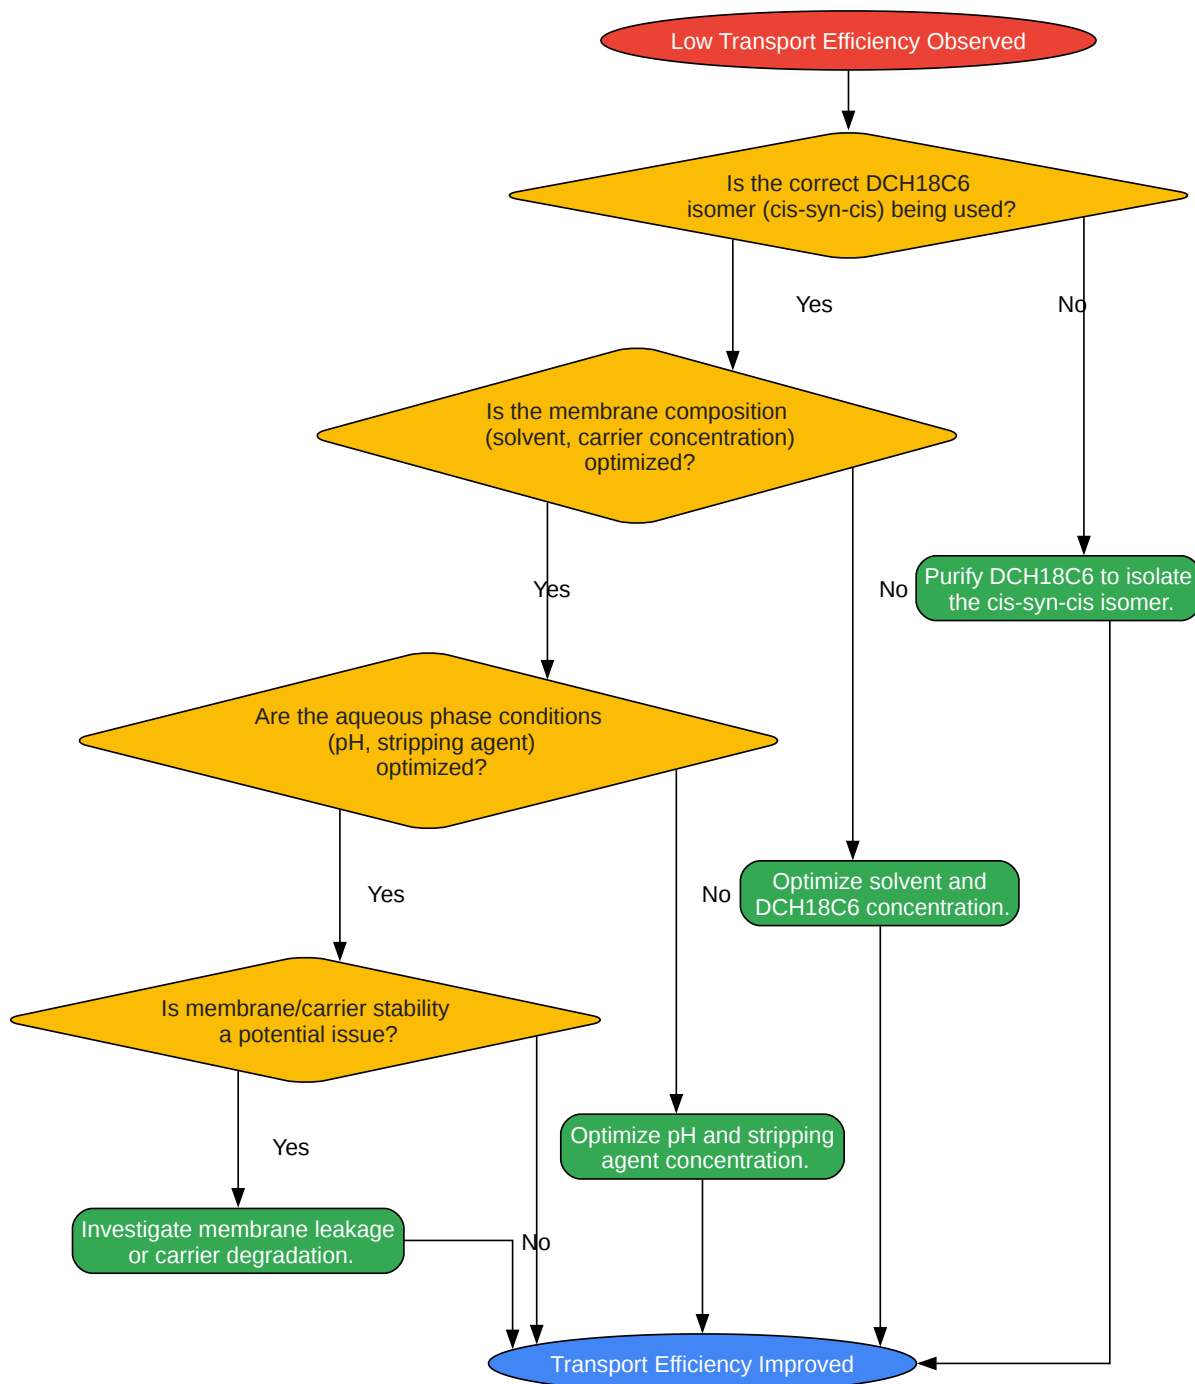 Low Transport Efficiency Observed
Is the correct DCH18C6
isomer (cis-syn-cis) being used?
Yes
No
Is the membrane composition
(solvent, carrier concentration)
optimized?
Yes
No
Purify DCH18C6 to isolate
the cis-syn-cis isomer.
Are the aqueous phase conditions
(pH, stripping agent)
optimized?
Yes
No
Optimize solvent and
DCH18C6 concentration.
Is membrane/carrier stability
a potential issue?
Yes
No
Optimize pH and stripping
agent concentration.
Investigate membrane leakage
or carrier degradation.
Transport Efficiency Improved